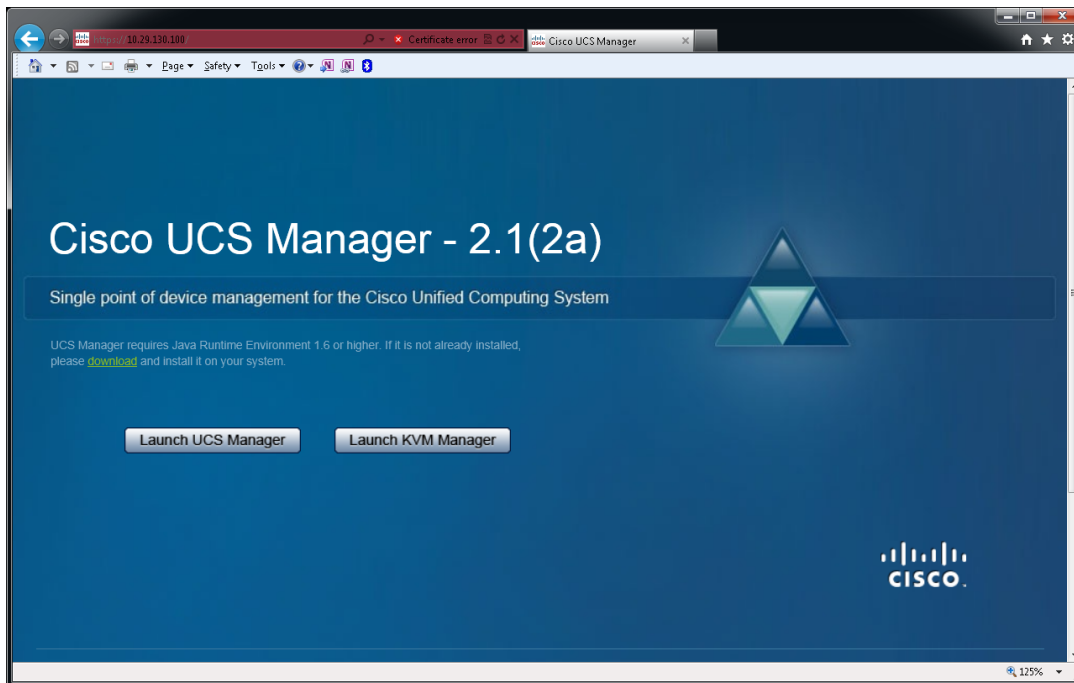 https://10.29.130.100/
Certificate error
Cisco UCS Manager
Page
Safety
Tools
Cisco UCS Manager - 2.1(2a)
Single point of device management for the Cisco Unified Computing System
UCS Manager requires Java Runtime Environment 1.6 or higher. If it is not already installed,
please download and install it on your system.
Launch UCS Manager
Launch KVM Manager
CISCO.
125%